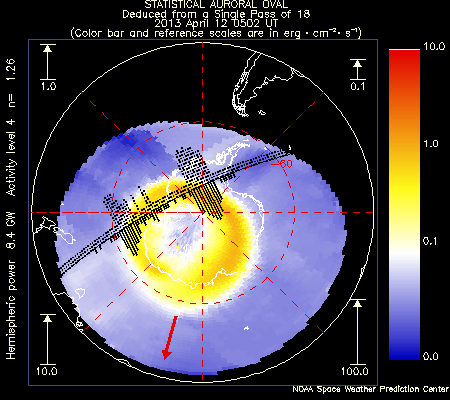 STATISTICAL AURORAL OVAL
Deduced from a Single Pass of 18
2013 April 12 0502 UT
(Color bar and reference scales are in erg · cm⁻² · s⁻¹)
1.0
0.1
10.0
1.0
0.1
0.0
-60
10.0
100.0
Hemispheric power 8.4 GW Activity level 4 n= 1.26
NOAA Space Weather Prediction Center